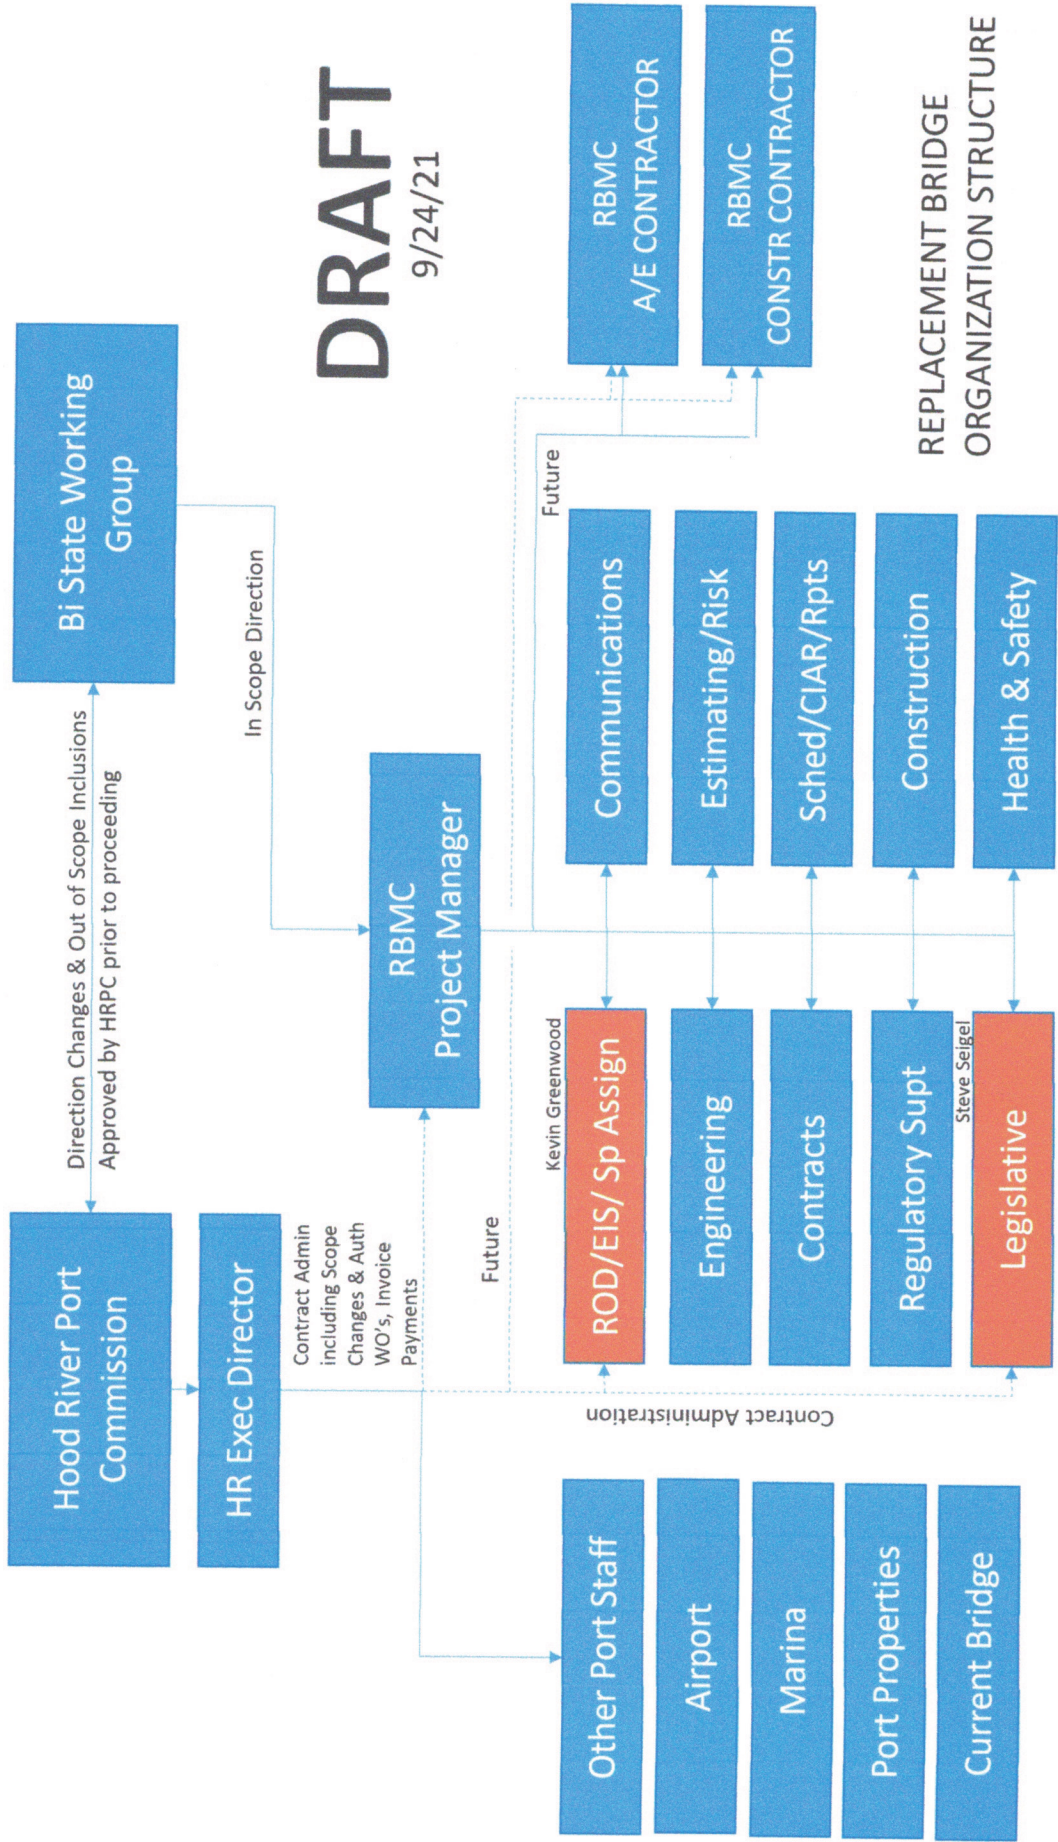 Hood River Port
Commission
Direction Changes & Out of Scope Inclusions
Approved by HRPC prior to proceeding
Bi State Working
Group
HR Exec Director
In Scope Direction
DRAFT
9/24/21
Contract Admin
including Scope
Changes & Auth
WO's, Invoice
Payments
RBMC
Project Manager
Future
Future
Contract Administration
Other Port Staff
Airport
Marina
Port Properties
Current Bridge
Kevin Greenwood
ROD/EIS/ Sp Assign
Engineering
Contracts
Regulatory Supt
Steve Seigel
Legislative
Communications
Estimating/Risk
Sched/CIAR/Rpts
Construction
Health & Safety
RBMC
A/E CONTRACTOR
RBMC
CONSTR CONTRACTOR
REPLACEMENT BRIDGE
ORGANIZATION STRUCTURE